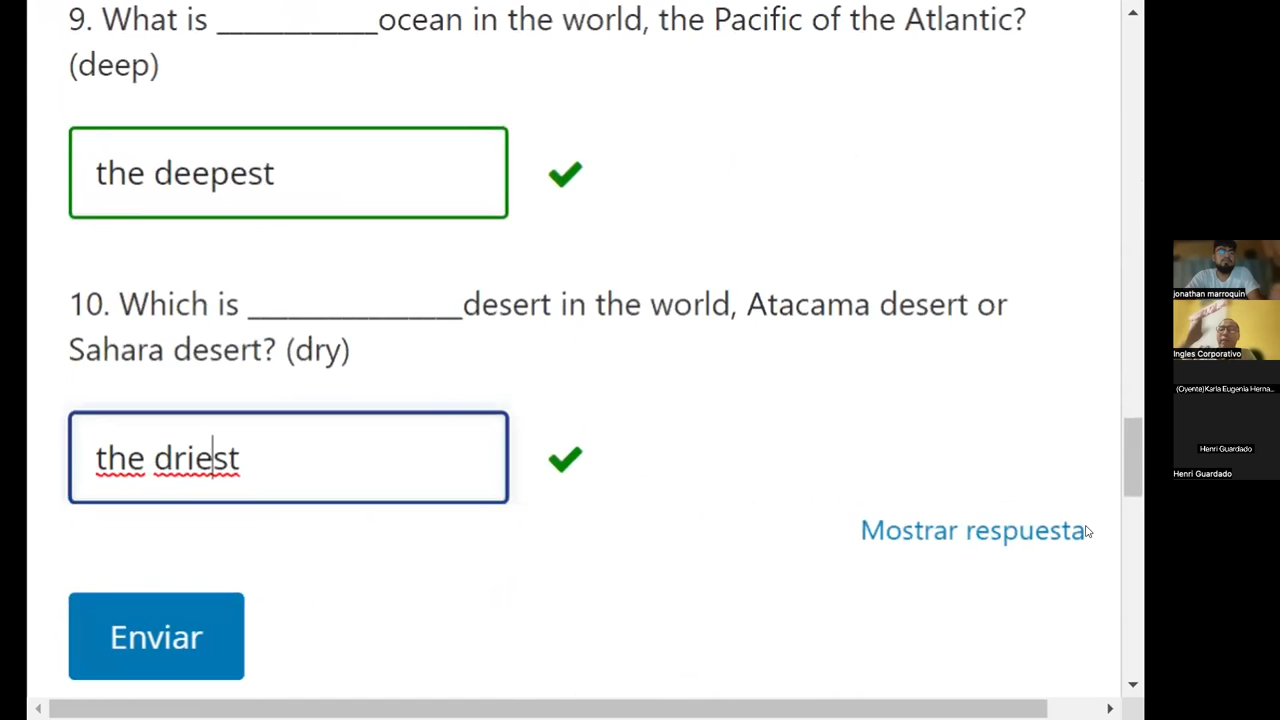 9. What is ____________ocean in the world, the Pacific of the Atlantic?
(deep)
the deepest
10. Which is ________________desert in the world, Atacama desert or
Sahara desert? (dry)
the driest
Mostrar respuesta
Enviar
jonathan marroquin
Ingles Corporativo
(Oyente)Karla Eugenia Herna...
Henri Guardado
Henri Guardado